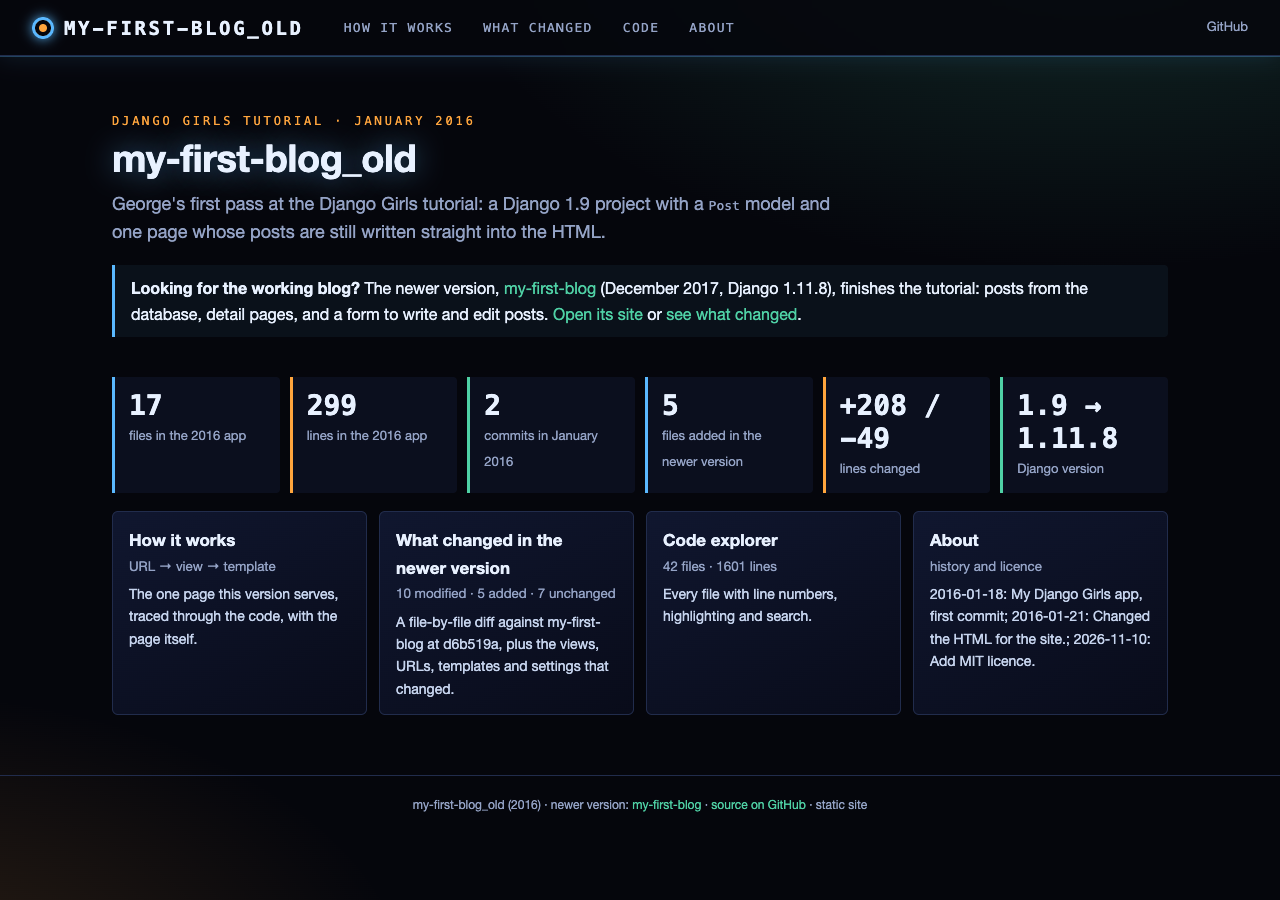 MY-FIRST-BLOG_OLD
HOW IT WORKS
WHAT CHANGED
CODE
ABOUT
GitHub
DJANGO GIRLS TUTORIAL · JANUARY 2016
my-first-blog_old
George's first pass at the Django Girls tutorial: a Django 1.9 project with a Post model and
one page whose posts are still written straight into the HTML.
Looking for the working blog? The newer version, my-first-blog (December 2017, Django 1.11.8), finishes the tutorial: posts from the
database, detail pages, and a form to write and edit posts. Open its site or see what changed.
17
files in the 2016 app
299
lines in the 2016 app
2
commits in January
2016
5
files added in the
newer version
+208 /
−49
lines changed
1.9 →
1.11.8
Django version
How it works
URL → view → template
The one page this version serves,
traced through the code, with the
page itself.
What changed in the
newer version
10 modified · 5 added · 7 unchanged
A file-by-file diff against my-first-
blog at d6b519a, plus the views,
URLs, templates and settings that
changed.
Code explorer
42 files · 1601 lines
Every file with line numbers,
highlighting and search.
About
history and licence
2016-01-18: My Django Girls app,
first commit; 2016-01-21: Changed
the HTML for the site.; 2026-11-10:
Add MIT licence.
my-first-blog_old (2016) · newer version: my-first-blog · source on GitHub · static site